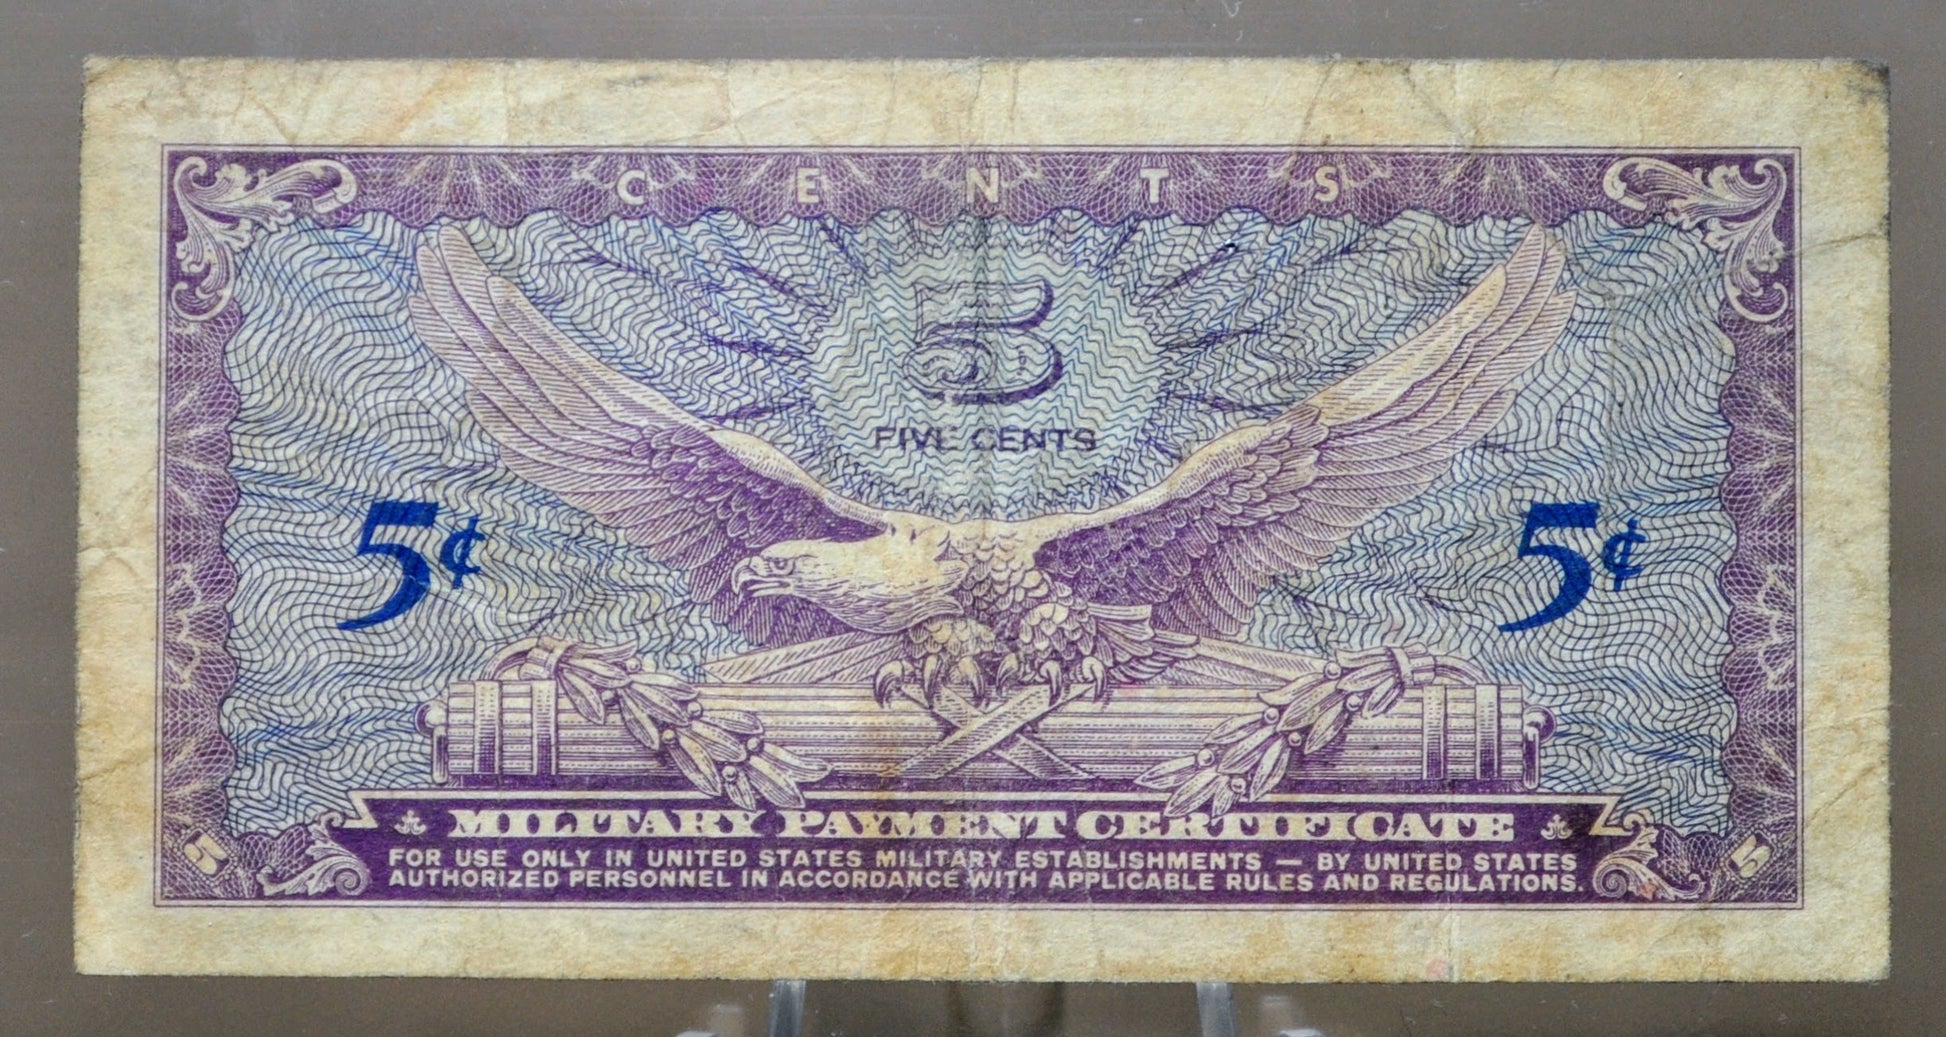 CENTS
5
FIVE CENTS
5¢ 5¢
MILITARY PAYMENT CERTIFICATE
FOR USE ONLY IN UNITED STATES MILITARY ESTABLISHMENTS — BY UNITED STATES
AUTHORIZED PERSONNEL IN ACCORDANCE WITH APPLICABLE RULES AND REGULATIONS.
5 5